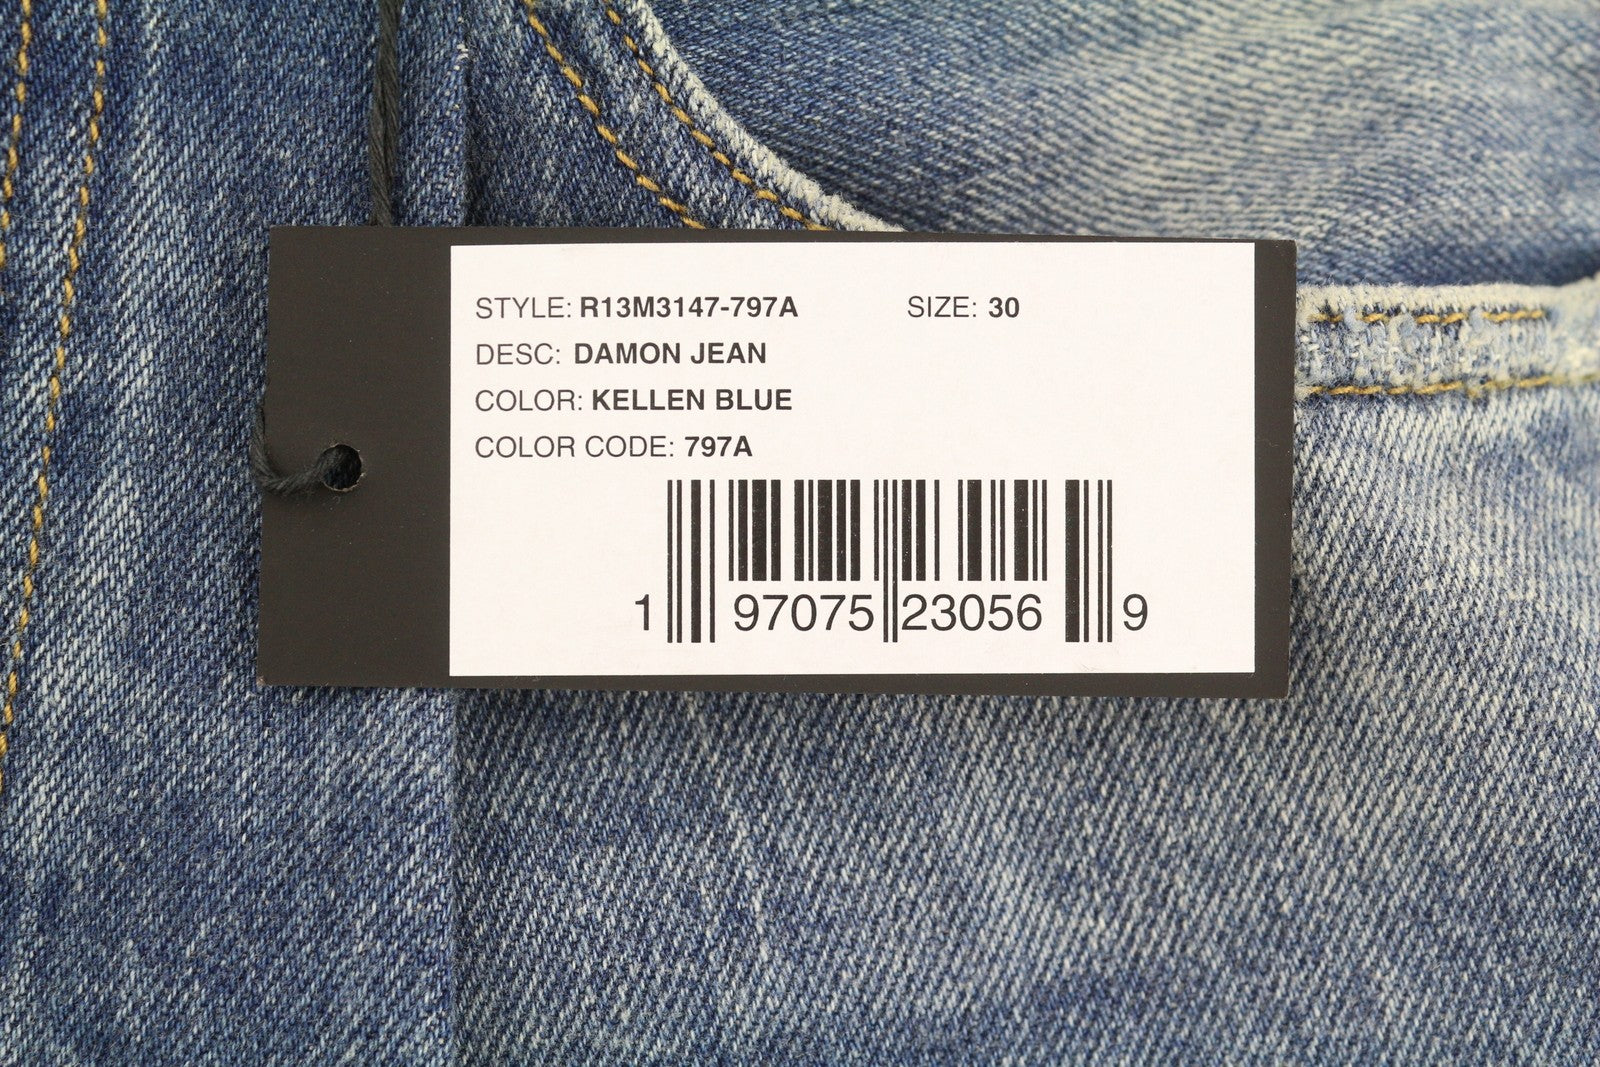 STYLE: R13M3147-797A SIZE: 30
DESC: DAMON JEAN
COLOR: KELLEN BLUE
COLOR CODE: 797A
1 97075 23056 9